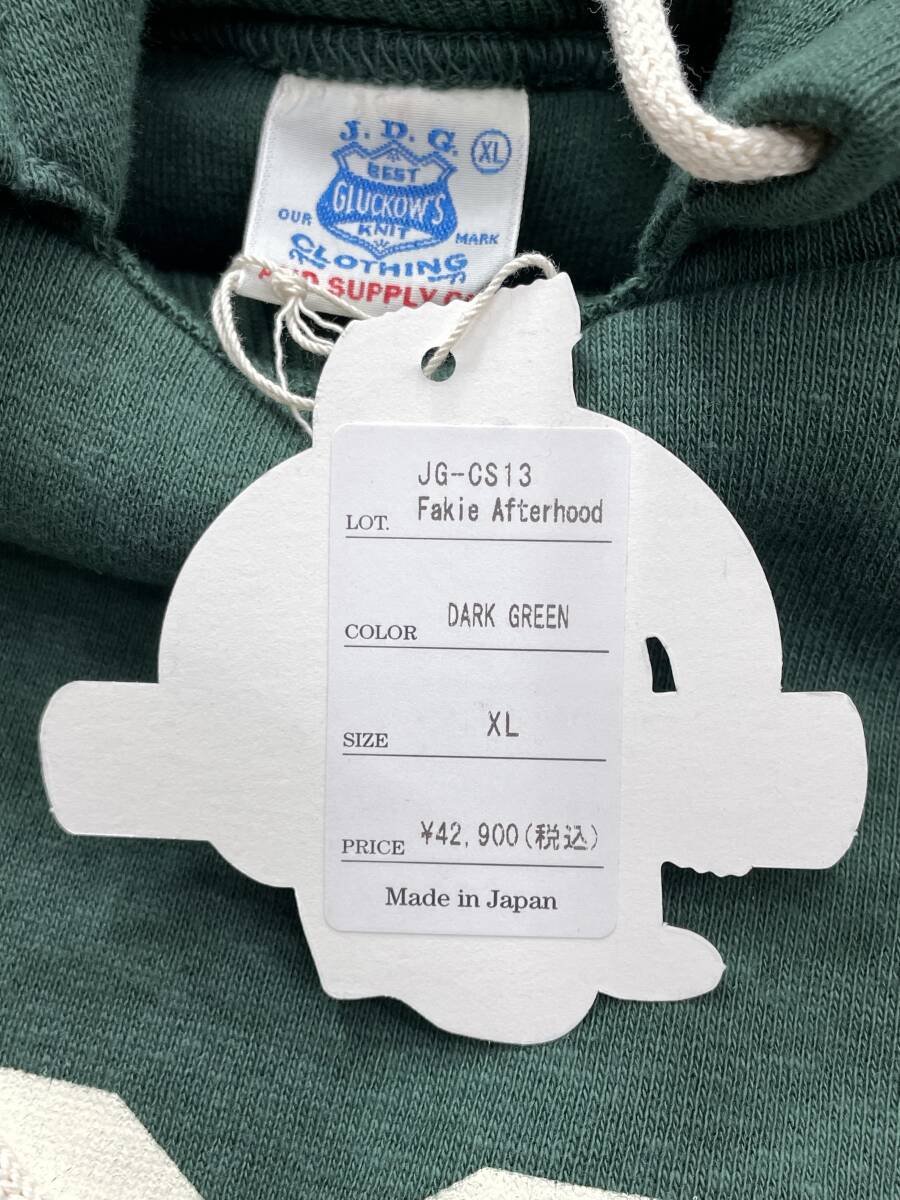 J. D. G.
XL
BEST
GLUCKOW'S
OUR KNIT MARK
CLOTHING
SUPPLY
JG-CS13
LOT. Fakie Afterhood
COLOR DARK GREEN
SIZE XL
PRICE ¥42,900(税込)
Made in Japan